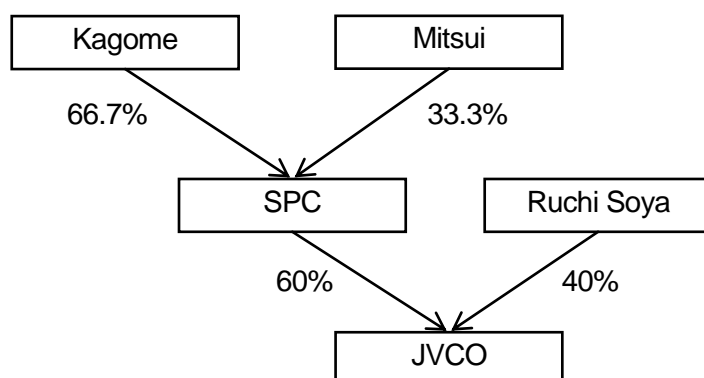 Kagome
Mitsui
66.7%
33.3%
SPC
Ruchi Soya
60%
40%
JVCO